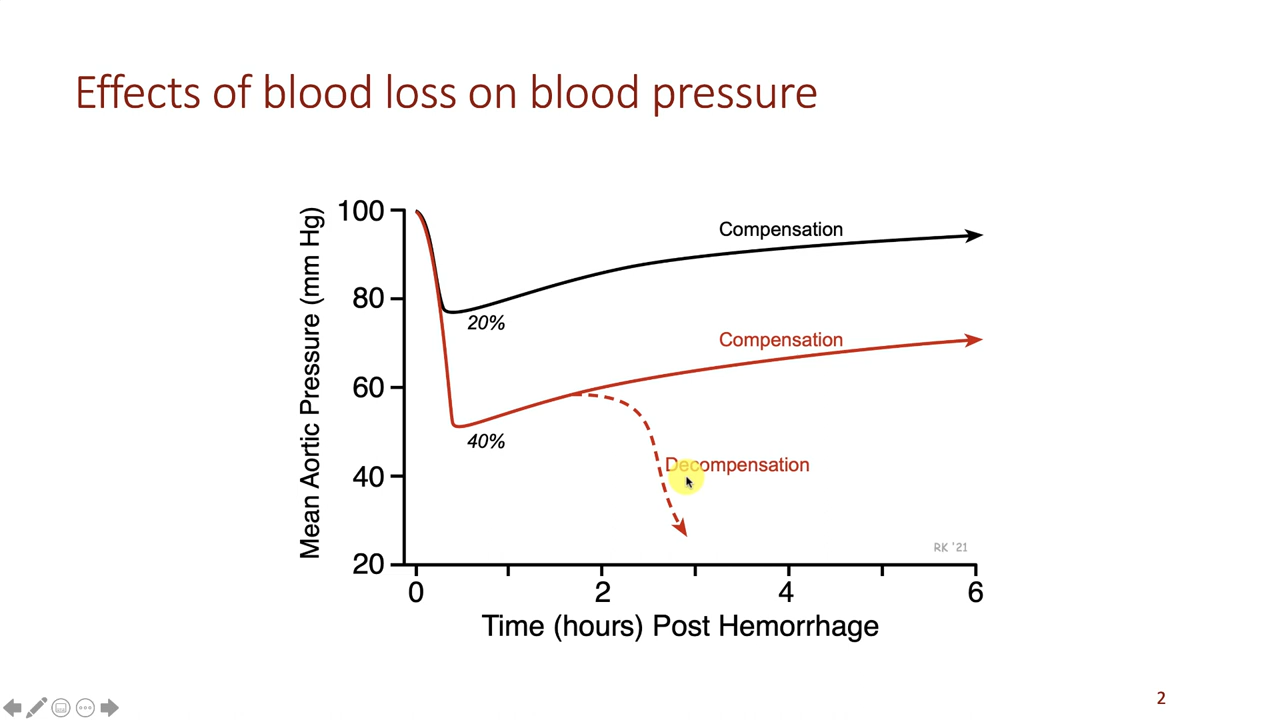 Effects of blood loss on blood pressure
Mean Aortic Pressure (mm Hg)
100
80
60
40
20
Compensation
20%
Compensation
40%
Decompensation
RK '21
0 2 4 6
Time (hours) Post Hemorrhage
2